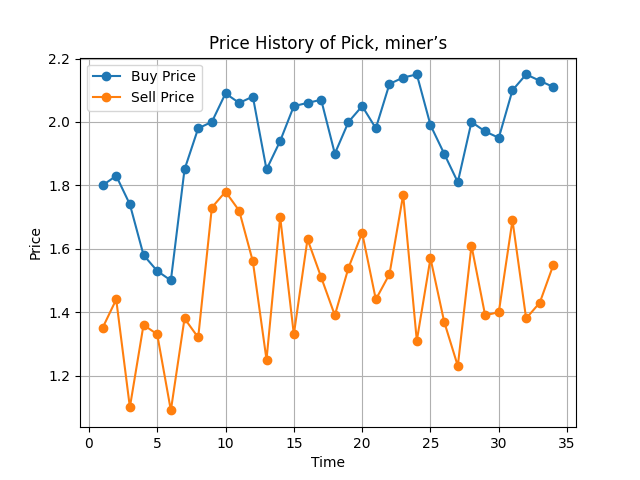 Price History of Pick, miner’s
Buy Price
Sell Price
Price
2.2
2.0
1.8
1.6
1.4
1.2
0 5 10 15 20 25 30 35
Time